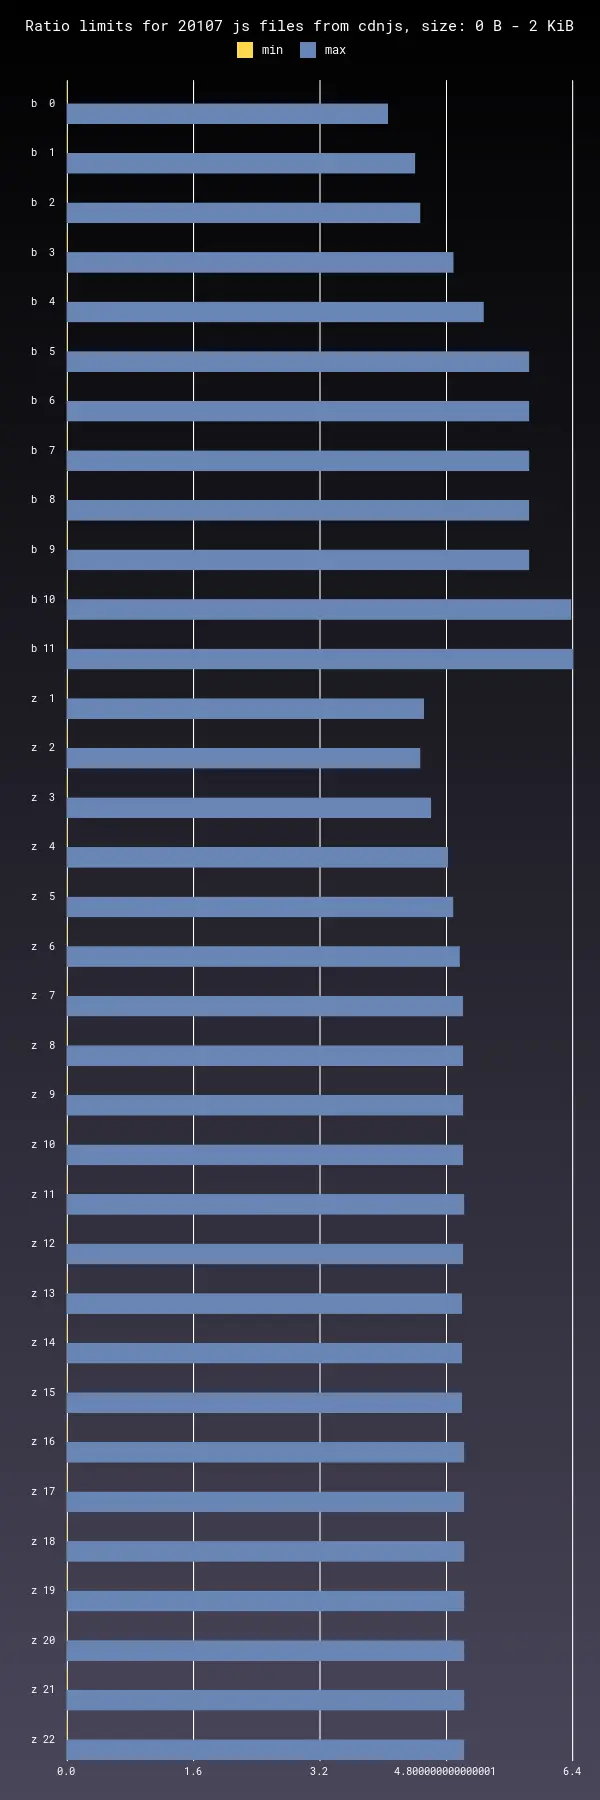 Ratio limits for 20107 js files from cdnjs, size: 0 B - 2 KiB
min max
b 0
b 1
b 2
b 3
b 4
b 5
b 6
b 7
b 8
b 9
b 10
b 11
z 1
z 2
z 3
z 4
z 5
z 6
z 7
z 8
z 9
z 10
z 11
z 12
z 13
z 14
z 15
z 16
z 17
z 18
z 19
z 20
z 21
z 22
0.0 1.6 3.2 4.800000000000001 6.4